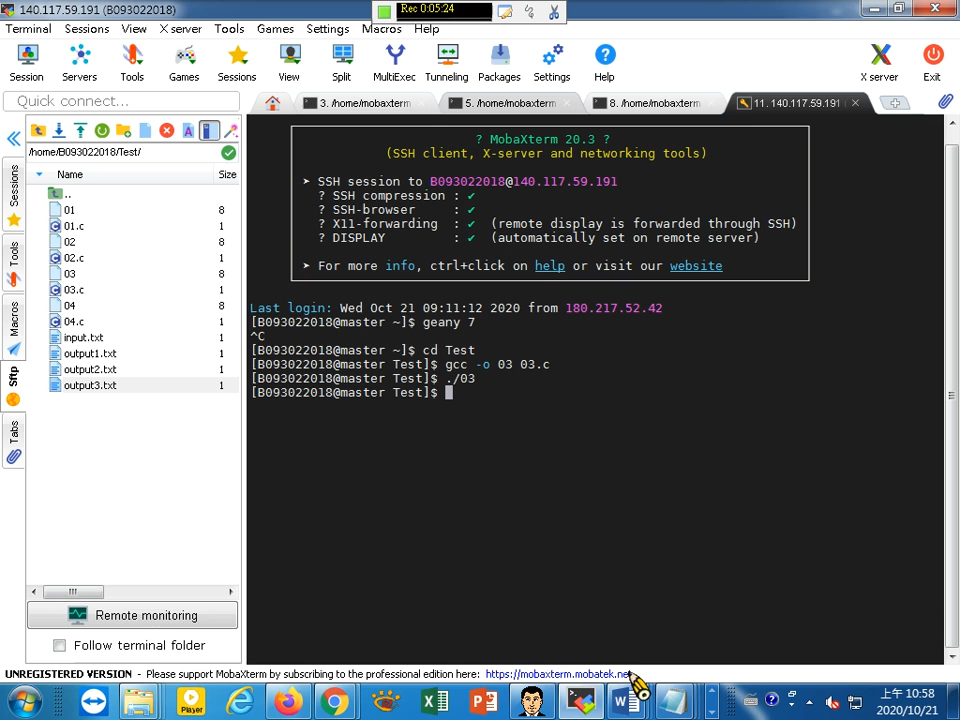 140.117.59.191 (B093022018)
Rec 0:05:24
Terminal Sessions View X server Tools Games Settings Macros Help
Session Servers Tools Games Sessions View Split MultiExec Tunneling Packages Settings Help X server Exit
Quick connect...
3. /home/mobaxterm 5. /home/mobaxterm 8. /home/mobaxterm 11. 140.117.59.191
/home/B093022018/Test/
Name Size
..
01 8
01.c 1
02 8
02.c 1
03 8
03.c 1
04 8
04.c 1
input.txt 1
output1.txt 1
output2.txt 1
output3.txt 1
Sessions
Tools
Macros
Sftp
Tabs
Remote monitoring
Follow terminal folder
? MobaXterm 20.3 ?
(SSH client, X-server and networking tools)
➤ SSH session to B093022018@140.117.59.191
? SSH compression : ✔
? SSH-browser : ✔
? X11-forwarding : ✔ (remote display is forwarded through SSH)
? DISPLAY : ✔ (automatically set on remote server)
➤ For more info, ctrl+click on help or visit our website
Last login: Wed Oct 21 09:11:12 2020 from 180.217.52.42
[B093022018@master ~]$ geany 7
^C
[B093022018@master ~]$ cd Test
[B093022018@master Test]$ gcc -o 03 03.c
[B093022018@master Test]$ ./03
[B093022018@master Test]$
UNREGISTERED VERSION - Please support MobaXterm by subscribing to the professional edition here: https://mobaxterm.mobatek.ne
Player
上午 10:58
2020/10/21